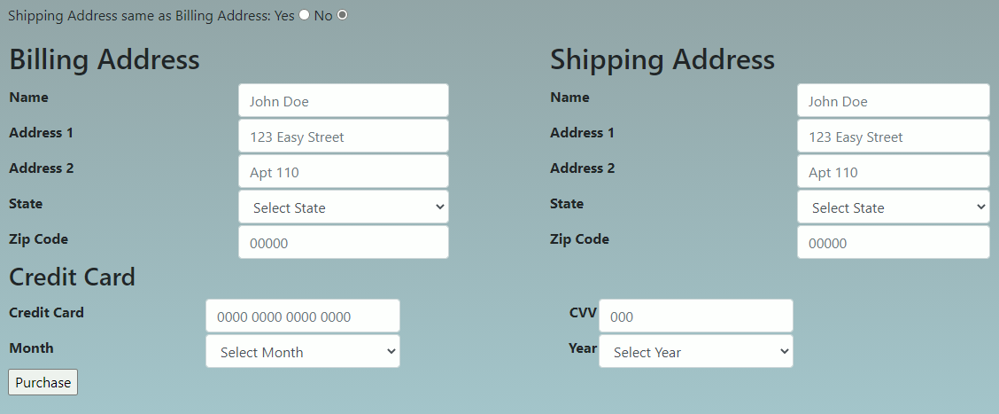 Shipping Address same as Billing Address: Yes No
Billing Address Shipping Address
Name John Doe Name John Doe
Address 1 123 Easy Street Address 1 123 Easy Street
Address 2 Apt 110 Address 2 Apt 110
State Select State State Select State
Zip Code 00000 Zip Code 00000
Credit Card
Credit Card 0000 0000 0000 0000 CVV 000
Month Select Month Year Select Year
Purchase